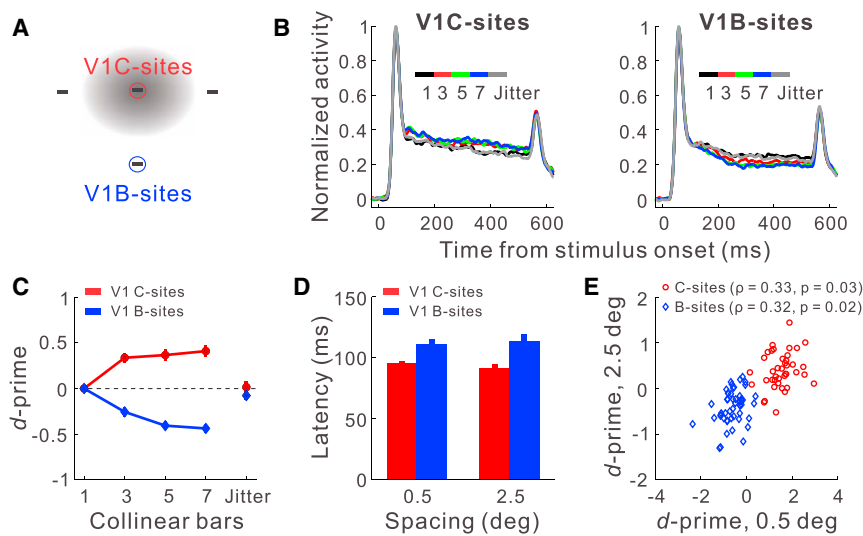 A
V1C-sites
V1B-sites
B
V1C-sites
V1B-sites
Normalized activity
1
0.8
0.6
0.4
0.2
0
1 3 5 7 Jitter
1 3 5 7 Jitter
0 200 400 600
0 200 400 600
Time from stimulus onset (ms)
C
V1 C-sites
V1 B-sites
d-prime
1
0.5
0
-0.5
-1
1 3 5 7 Jitter
Collinear bars
D
V1 C-sites
V1 B-sites
Latency (ms)
150
100
50
0
0.5 2.5
Spacing (deg)
E
C-sites (ρ = 0.33, p = 0.03)
B-sites (ρ = 0.32, p = 0.02)
d-prime, 2.5 deg
2
1
0
-1
-2
-4 -2 0 2 4
d-prime, 0.5 deg